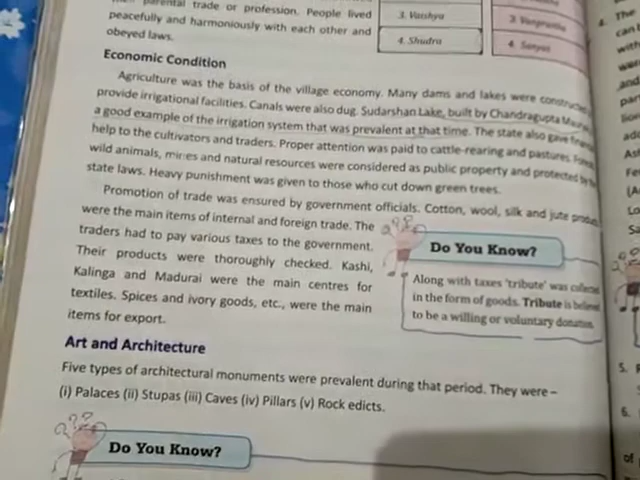 parental trade or profession. People lived
peacefully and harmoniously with each other and
obeyed laws.
3. Vaishya
4. Shudra
3. Vanprastha
4. Sanyas
Economic Condition
Agriculture was the basis of the village economy. Many dams and lakes were
provide irrigational facilities. Canals were also dug. Sudarshan Lake, built by Chandragupta
a good example of the irrigation system that was prevalent at that time. The state also gave
help to the cultivators and traders. Proper attention was paid to cattle-rearing and pastures.
wild animals, mines and natural resources were considered as public property and protected by
state laws. Heavy punishment was given to those who cut down green trees.
Promotion of trade was ensured by government officials. Cotton, wool, silk and jute
were the main items of internal and foreign trade. The
traders had to pay various taxes to the government.
Their products were thoroughly checked. Kashi,
Kalinga and Madurai were the main centres for
textiles. Spices and ivory goods, etc., were the main
items for export.
Do You Know?
Along with taxes 'tribute' was
in the form of goods. Tribute is
to be a willing or voluntary donation.
Art and Architecture
Five types of architectural monuments were prevalent during that period. They were –
(i) Palaces (ii) Stupas (iii) Caves (iv) Pillars (v) Rock edicts.
Do You Know?
4. The
can
5.
6.
of